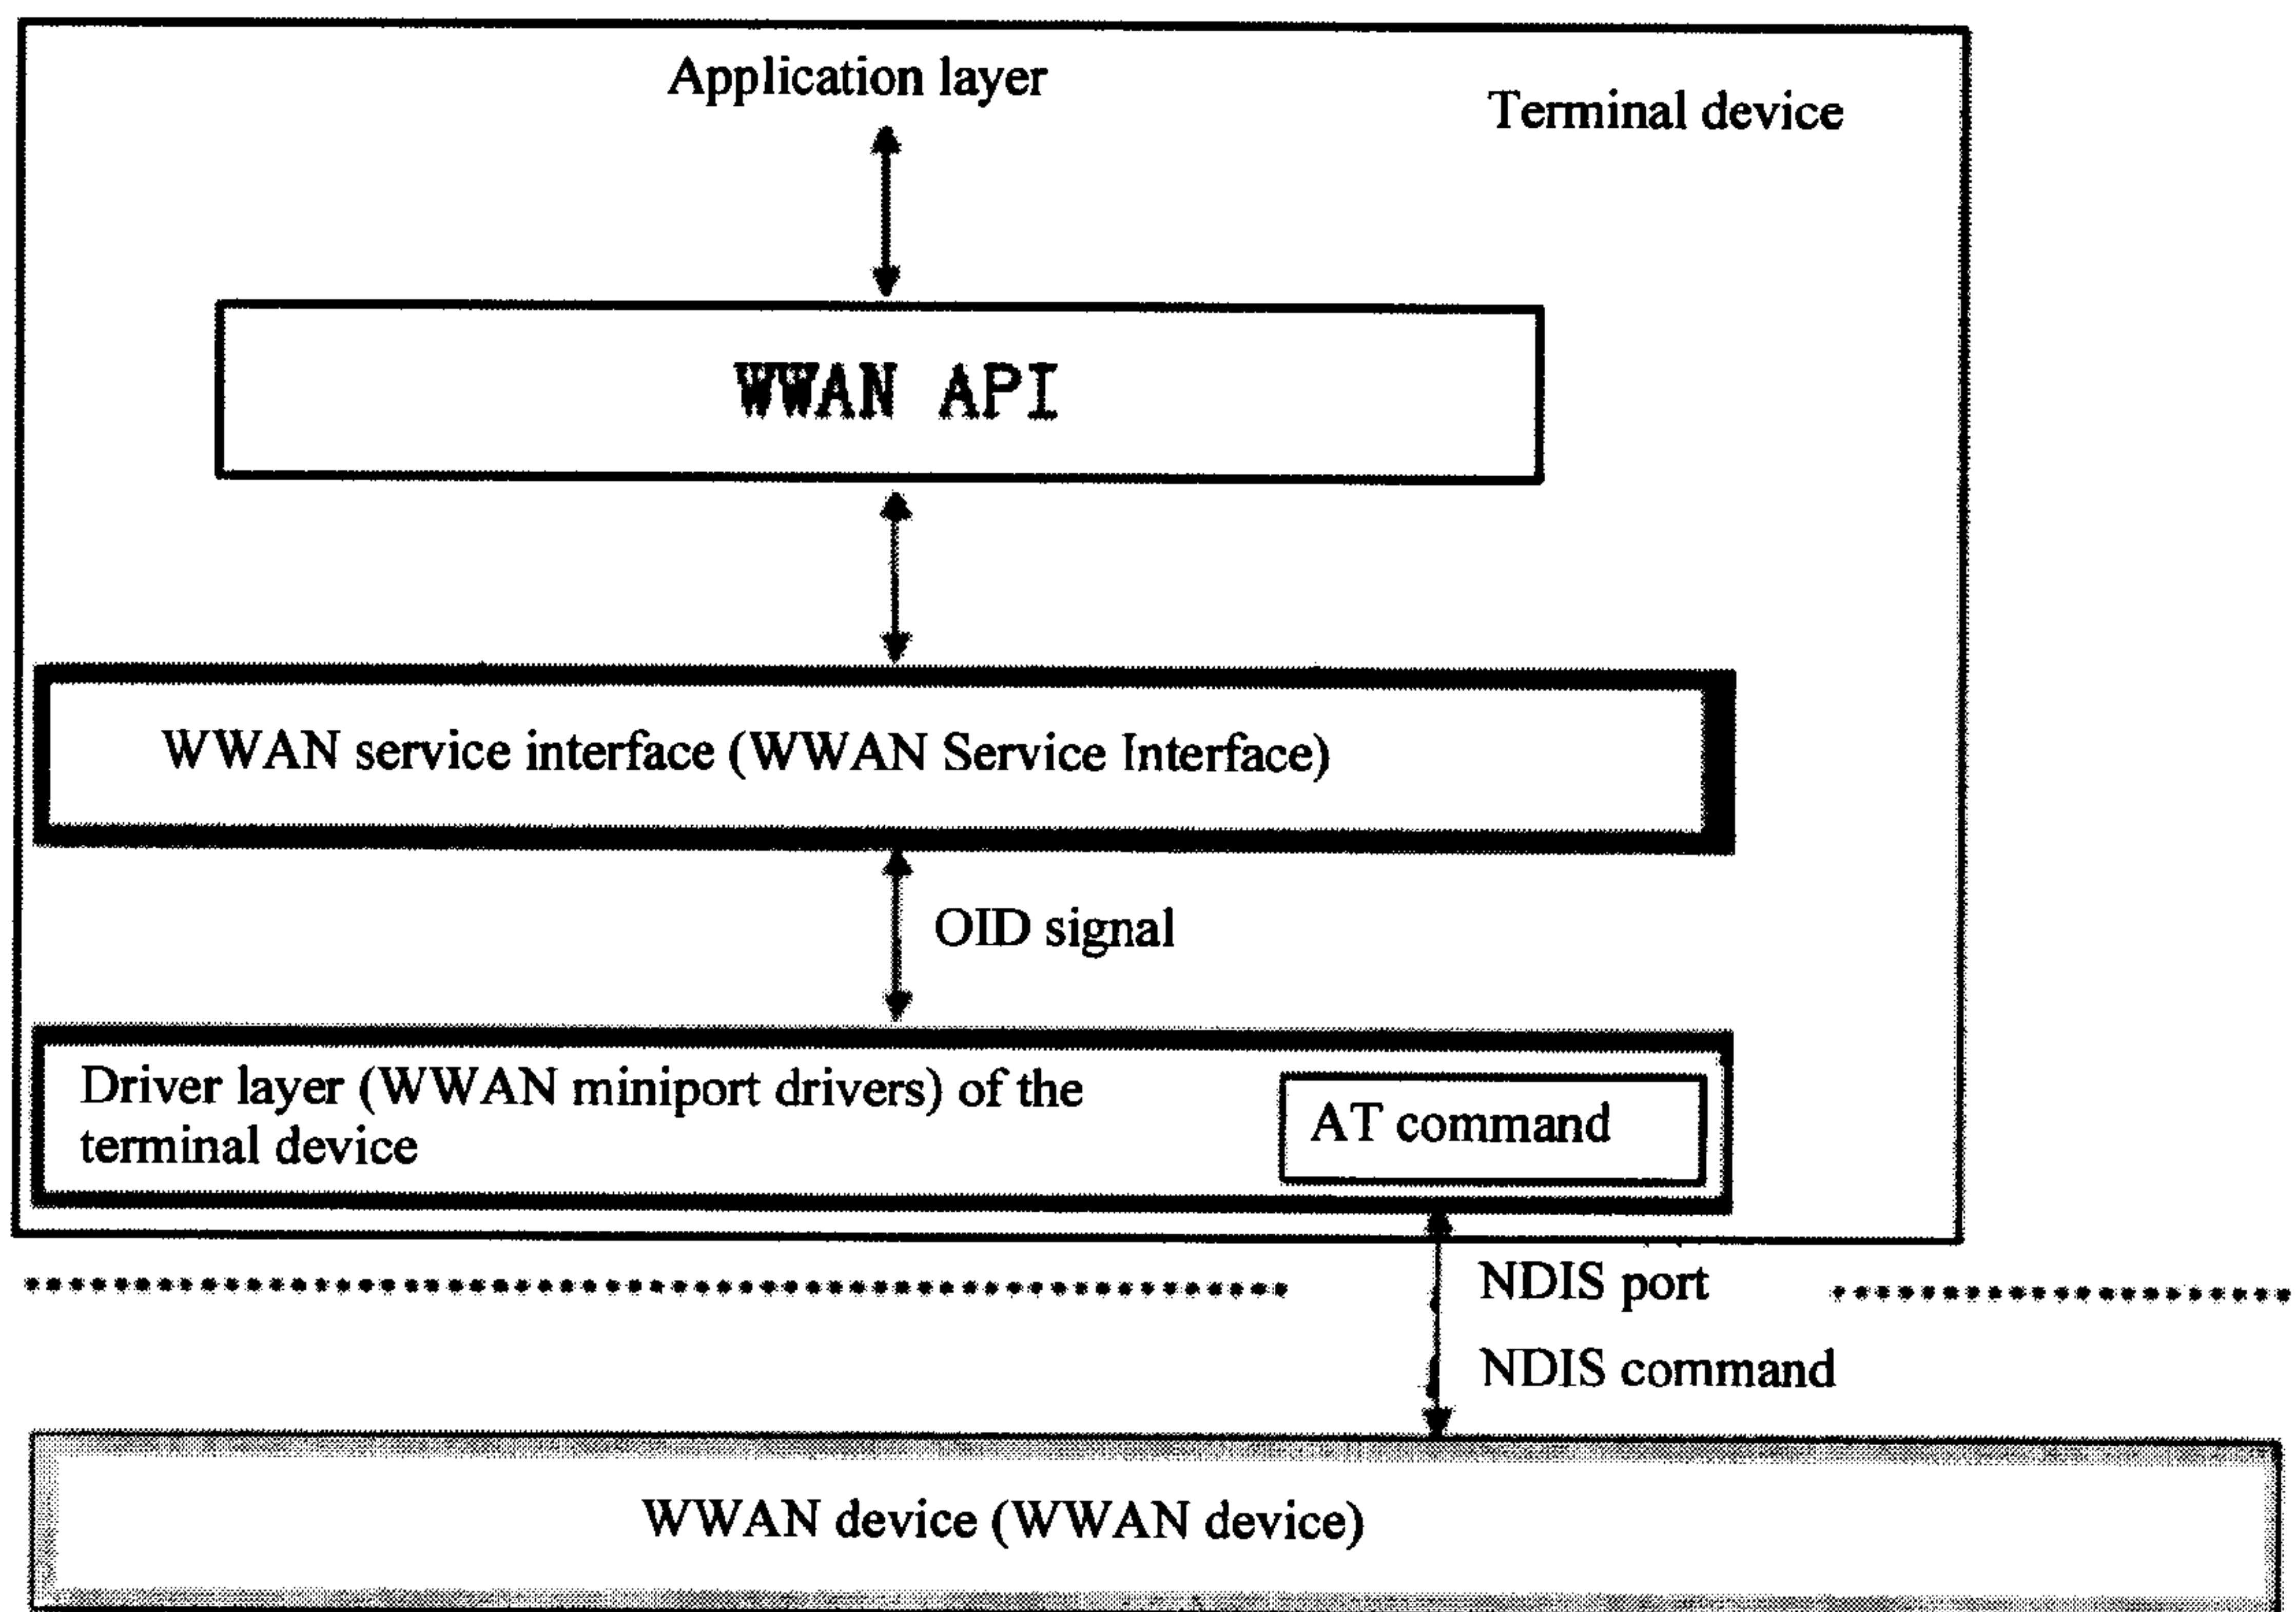 Application layer
Terminal device
WWAN API
WWAN service interface (WWAN Service Interface)
OID signal
Driver layer (WWAN miniport drivers) of the
terminal device
AT command
NDIS port
NDIS command
WWAN device (WWAN device)